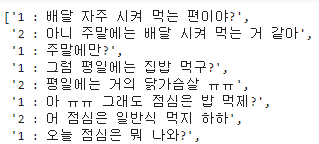 ['1 : 배달 자주 시켜 먹는 편이야?',
'2 : 아니 주말에는 배달 시켜 먹는 거 같아',
'1 : 주말에만?',
'1 : 그럼 평일에는 집밥 먹구?',
'2 : 평일에는 거의 닭가슴살 ㅠㅠ',
'1 : 아 ㅠㅠ 그래도 점심은 밥 먹제?',
'2 : 어 점심은 일반식 먹지 하하',
'1 : 오늘 점심은 뭐 나와?',